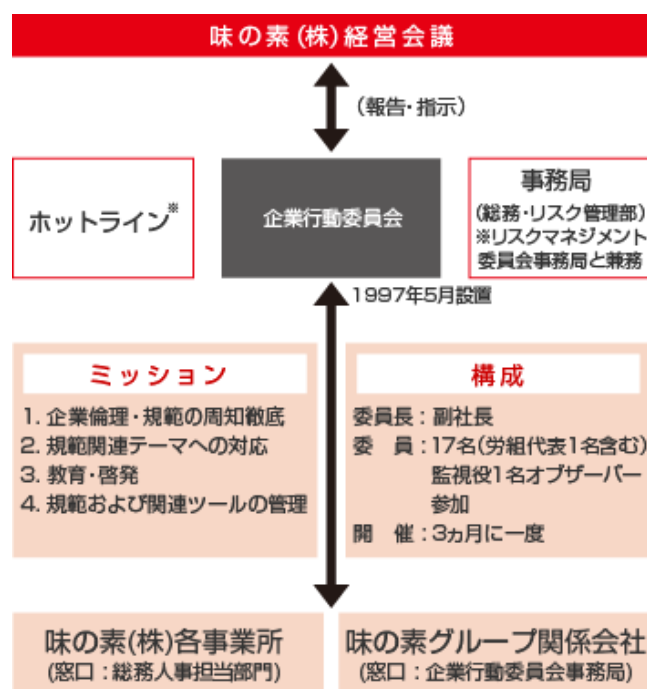 味の素(株)経営会議
(報告・指示)
ホットライン※
企業行動委員会
事務局
(総務・リスク管理部)
※リスクマネジメント
委員会事務局と兼務
1997年5月設置
ミッション
1. 企業倫理・規範の周知徹底
2. 規範関連テーマへの対応
3. 教育・啓発
4. 規範および関連ツールの管理
構成
委員長：副社長
委　員：17名(労組代表1名含む)
監視役1名オブザーバー
参加
開　催：3ヵ月に一度
味の素(株)各事業所
(窓口：総務人事担当部門)
味の素グループ関係会社
(窓口：企業行動委員会事務局)